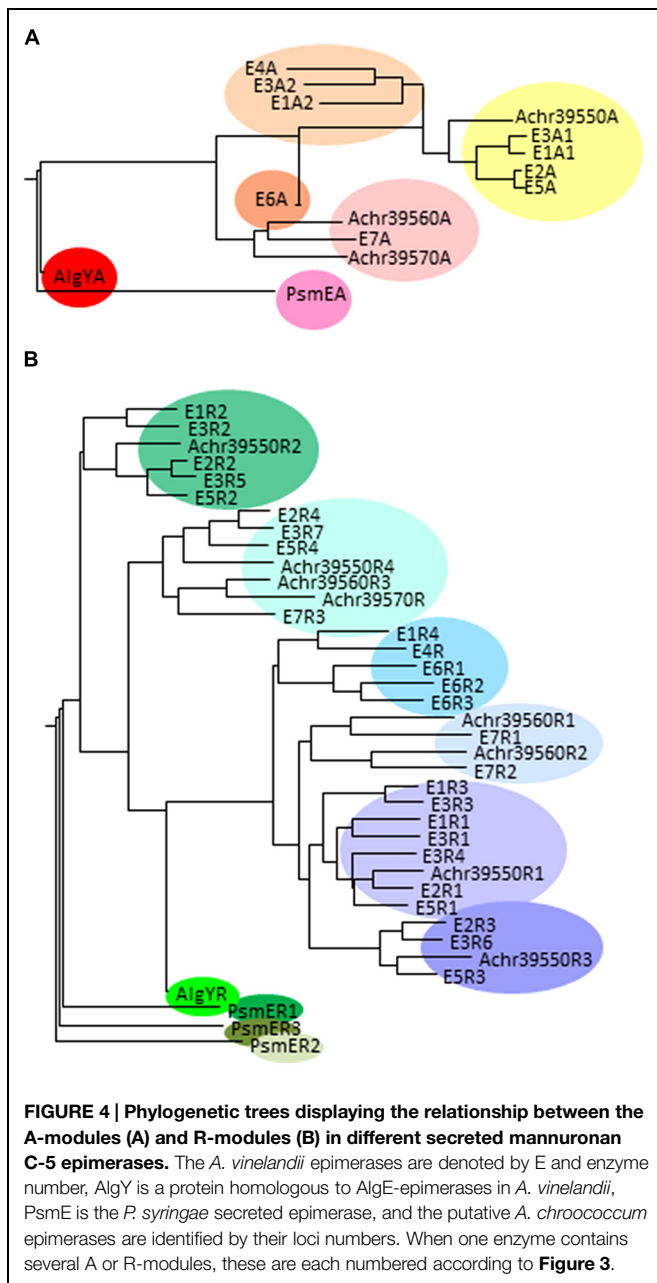 A
E4A
E3A2
E1A2
Achr39550A
E3A1
E1A1
E2A
E5A
E6A
Achr39560A
E7A
Achr39570A
AlgYA
PsmEA
B
E1R2
E3R2
Achr39550R2
E2R2
E3R5
E5R2
E2R4
E3R7
E5R4
Achr39550R4
Achr39560R3
Achr39570R
E7R3
E1R4
E4R
E6R1
E6R2
E6R3
Achr39560R1
E7R1
Achr39560R2
E7R2
E1R3
E3R3
E1R1
E3R1
E3R4
Achr39550R1
E2R1
E5R1
E2R3
E3R6
Achr39550R3
E5R3
AlgYR
PsmER1
PsmER3
PsmER2
FIGURE 4 | Phylogenetic trees displaying the relationship between the
A-modules (A) and R-modules (B) in different secreted mannuronan
C-5 epimerases. The A. vinelandii epimerases are denoted by E and enzyme
number, AlgY is a protein homologous to AlgE-epimerases in A. vinelandii,
PsmE is the P. syringae secreted epimerase, and the putative A. chroococcum
epimerases are identified by their loci numbers. When one enzyme contains
several A or R-modules, these are each numbered according to Figure 3.